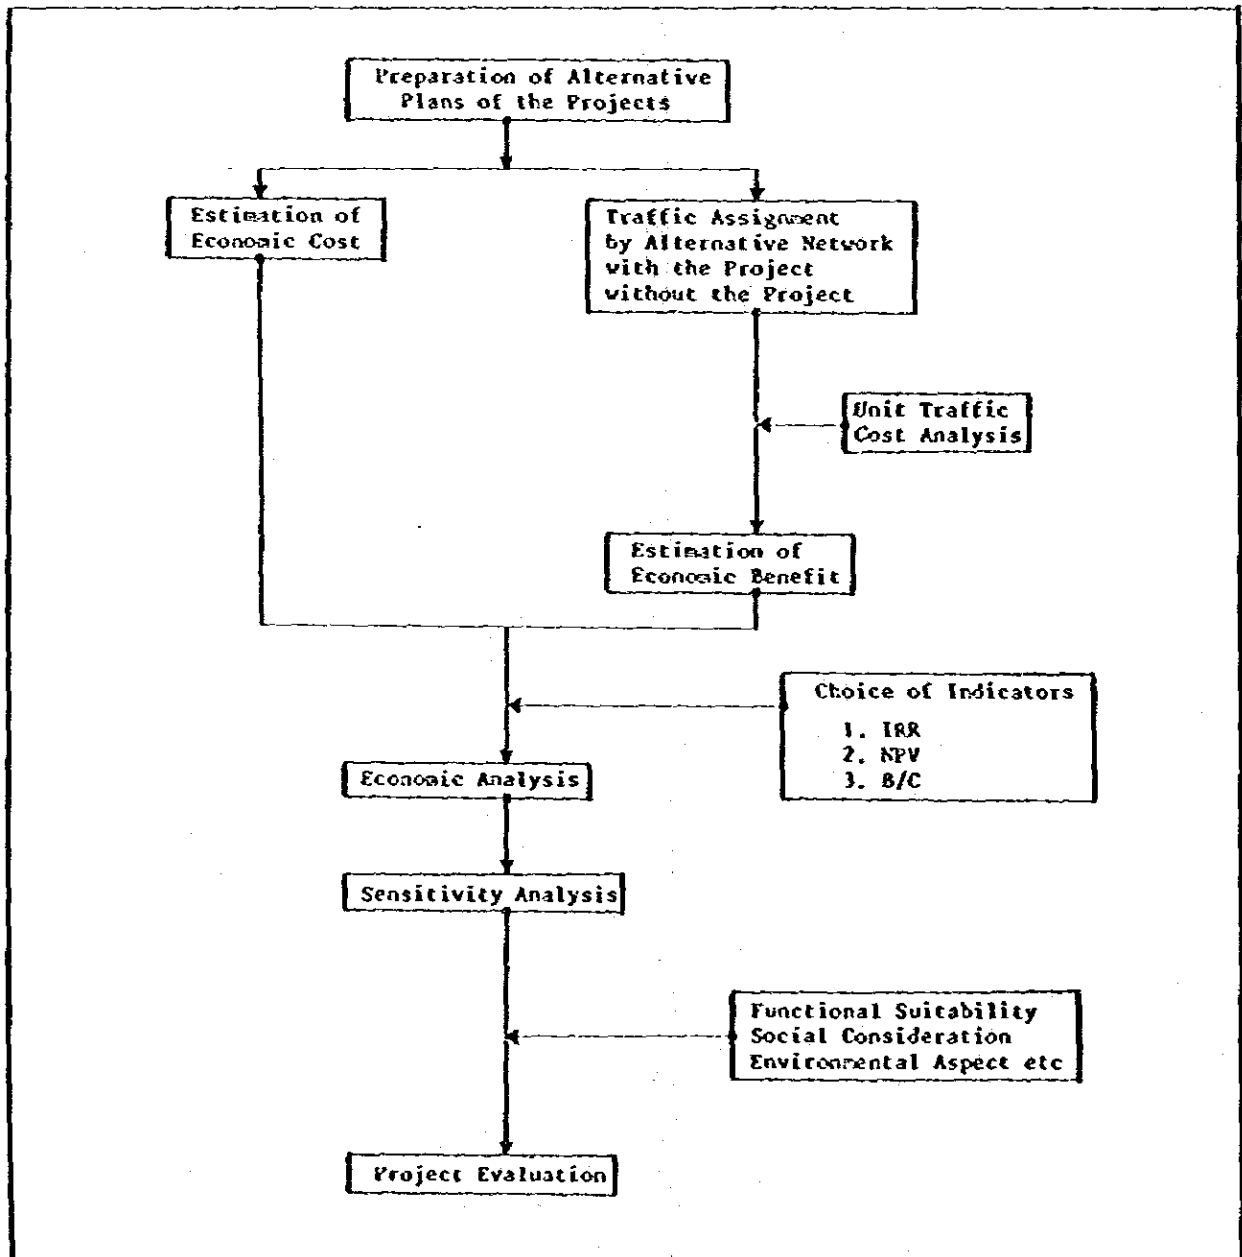 Preparation of Alternative
Plans of the Projects
Estimation of
Economic Cost
Traffic Assignment
by Alternative Network
with the Project
without the Project
Unit Traffic
Cost Analysis
Estimation of
Economic Benefit
Choice of Indicators
1. IRR
2. NPV
3. B/C
Economic Analysis
Sensitivity Analysis
Functional Suitability
Social Consideration
Environmental Aspect etc
Project Evaluation